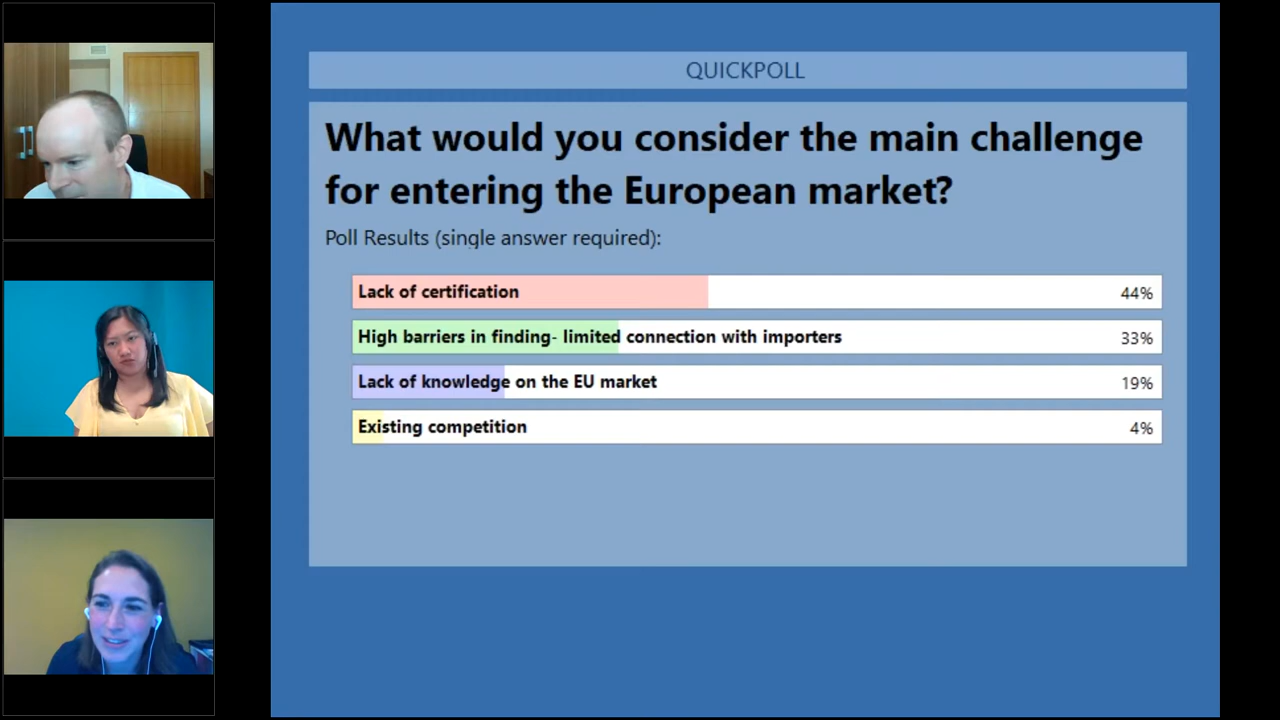 QUICKPOLL
What would you consider the main challenge
for entering the European market?
Poll Results (single answer required):
Lack of certification 44%
High barriers in finding- limited connection with importers 33%
Lack of knowledge on the EU market 19%
Existing competition 4%